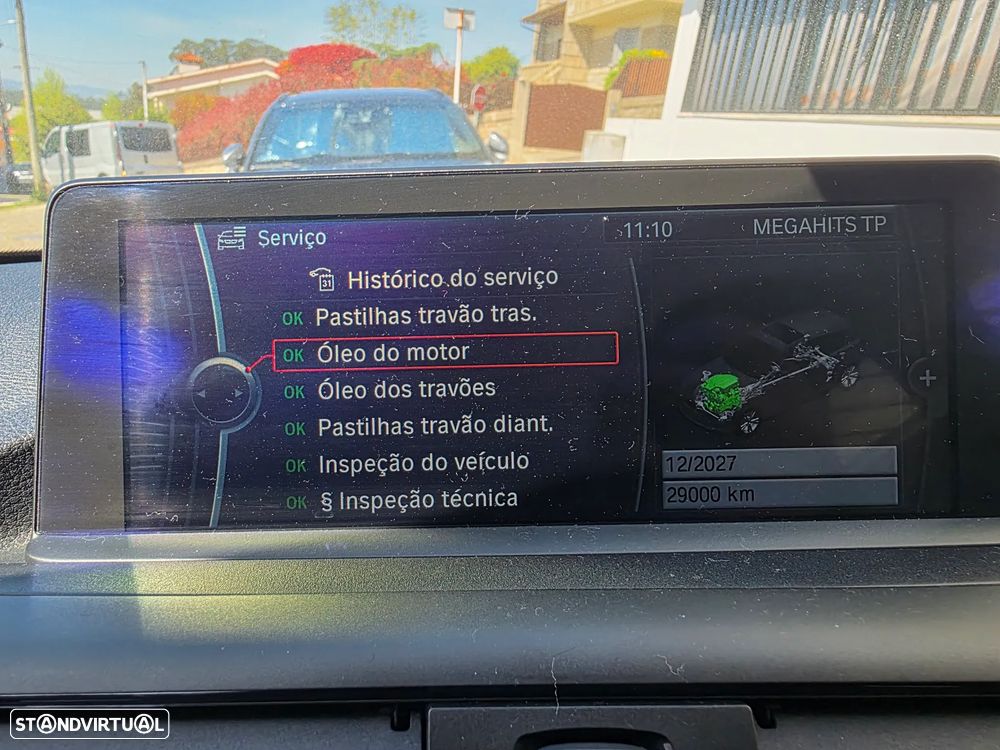 Serviço
11:10
MEGAHITS TP
31 Histórico do serviço
OK Pastilhas travão tras.
OK Óleo do motor
OK Óleo dos travões
OK Pastilhas travão diant.
OK Inspeção do veículo
OK § Inspeção técnica
12/2027
29000 km
STANDVIRTUAL